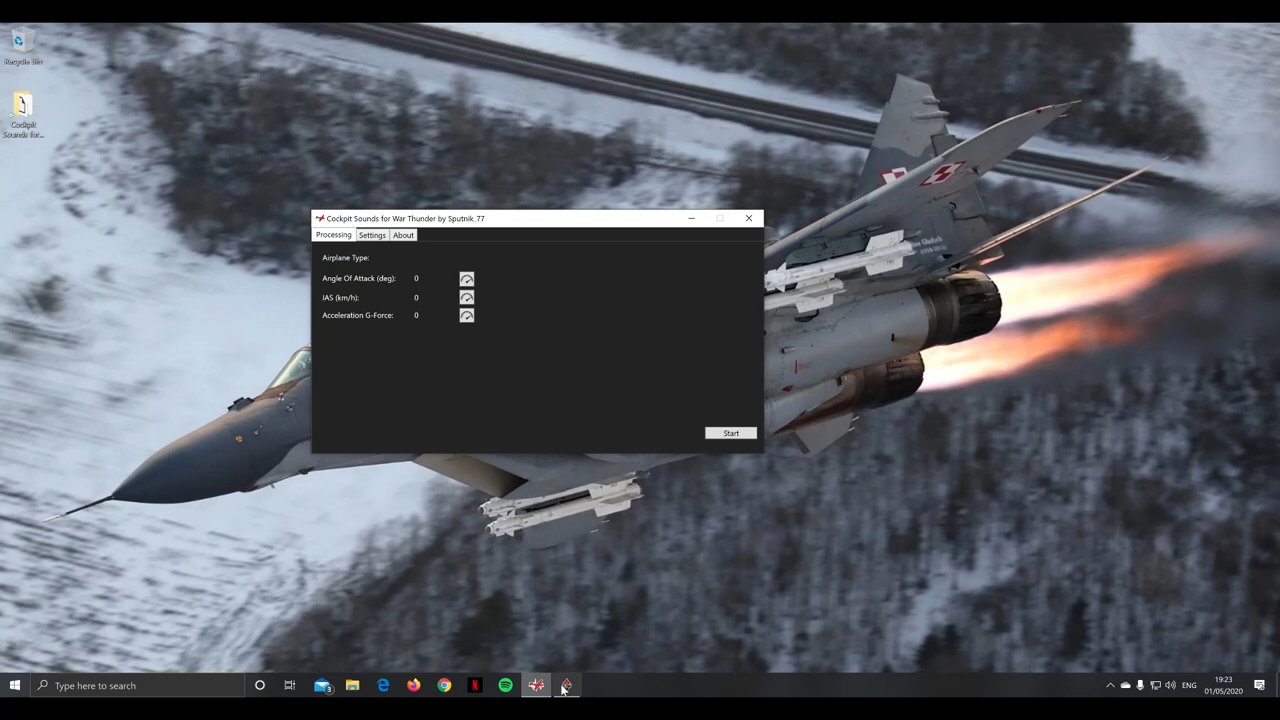 Recycle Bin
Cockpit
Sounds for...
Cockpit Sounds for War Thunder by Sputnik_77
Processing
Settings
About
Airplane Type:
Angle Of Attack (deg):
0
IAS (km/h):
0
Acceleration G-Force:
0
Start
Type here to search
3
N
ENG
19:23
01/05/2020